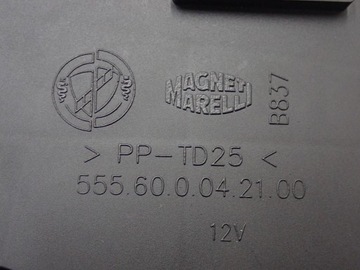 MAGNETI
MARELLI
B837
> PP-TD25 <
555.60.0.04.21.00
12V